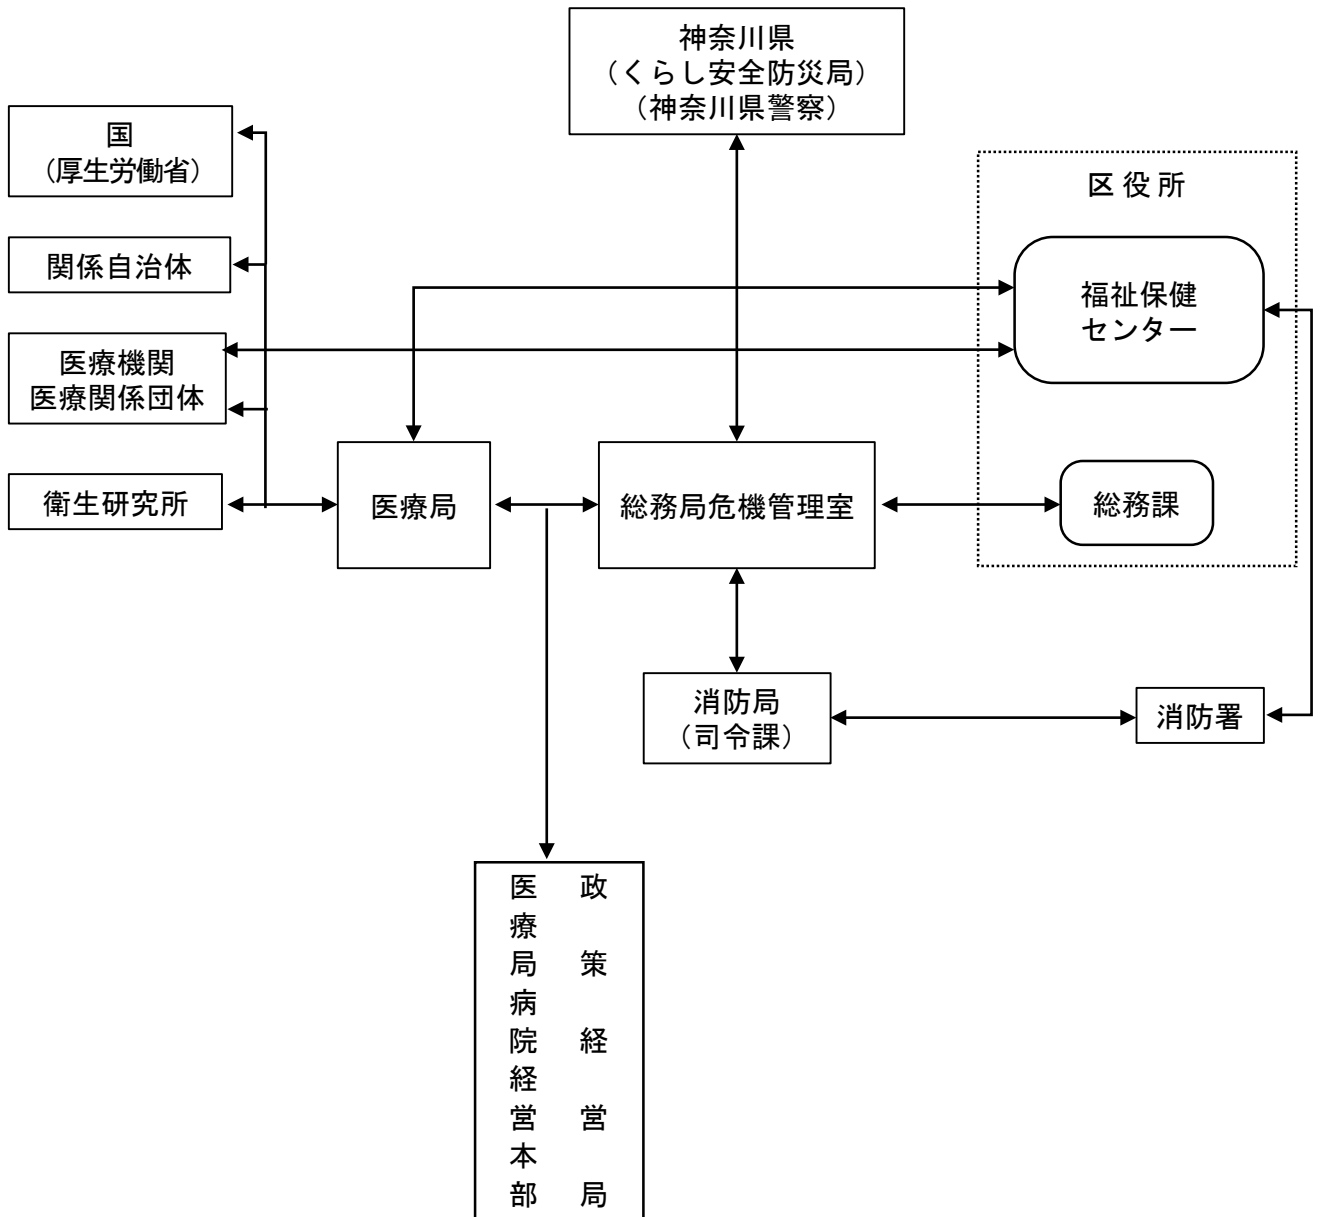 神奈川県
（くらし安全防災局）
（神奈川県警察）
国
（厚生労働省）
関係自治体
医療機関
医療関係団体
衛生研究所
医療局
総務局危機管理室
区役所
福祉保健
センター
総務課
消防局
（司令課）
消防署
政策経営局
医療局病院経営本部